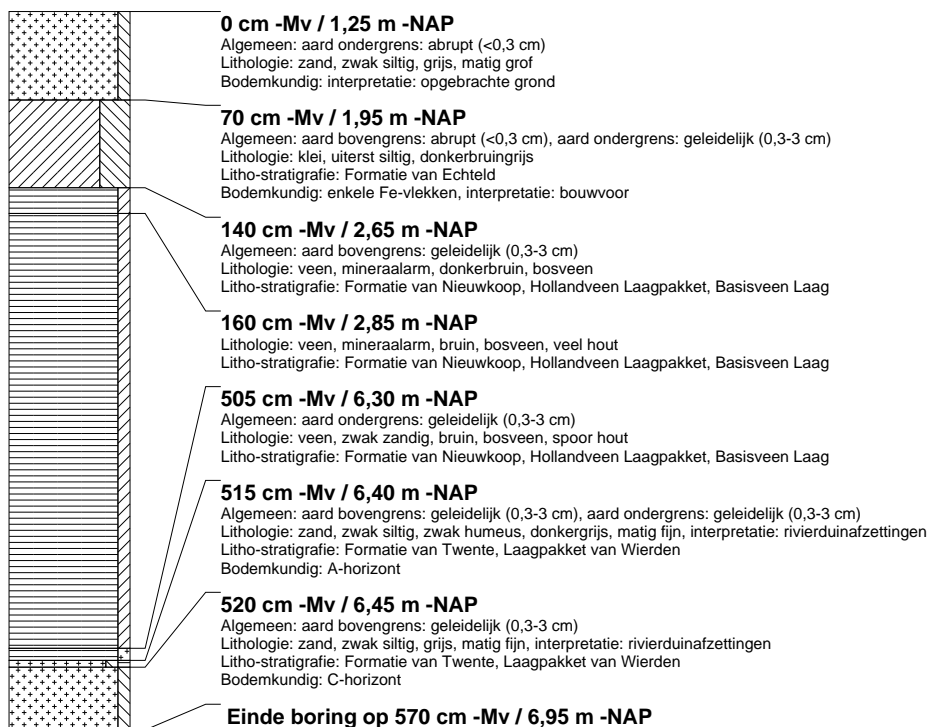 0 cm -Mv / 1,25 m -NAP
Algemeen: aard ondergrens: abrupt (<0,3 cm)
Lithologie: zand, zwak siltig, grijs, matig grof
Bodemkundig: interpretatie: opgebrachte grond
70 cm -Mv / 1,95 m -NAP
Algemeen: aard bovengrens: abrupt (<0,3 cm), aard ondergrens: geleidelijk (0,3-3 cm)
Lithologie: klei, uiterst siltig, donkerbruingrijs
Litho-stratigrafie: Formatie van Echteld
Bodemkundig: enkele Fe-vlekken, interpretatie: bouwvoor
140 cm -Mv / 2,65 m -NAP
Algemeen: aard bovengrens: geleidelijk (0,3-3 cm)
Lithologie: veen, mineraalarm, donkerbruin, bosveen
Litho-stratigrafie: Formatie van Nieuwkoop, Hollandveen Laagpakket, Basisveen Laag
160 cm -Mv / 2,85 m -NAP
Lithologie: veen, mineraalarm, bruin, bosveen, veel hout
Litho-stratigrafie: Formatie van Nieuwkoop, Hollandveen Laagpakket, Basisveen Laag
505 cm -Mv / 6,30 m -NAP
Algemeen: aard ondergrens: geleidelijk (0,3-3 cm)
Lithologie: veen, zwak zandig, bruin, bosveen, spoor hout
Litho-stratigrafie: Formatie van Nieuwkoop, Hollandveen Laagpakket, Basisveen Laag
515 cm -Mv / 6,40 m -NAP
Algemeen: aard bovengrens: geleidelijk (0,3-3 cm), aard ondergrens: geleidelijk (0,3-3 cm)
Lithologie: zand, zwak siltig, zwak humeus, donkergrijs, matig fijn, interpretatie: rivierduinafzettingen
Litho-stratigrafie: Formatie van Twente, Laagpakket van Wierden
Bodemkundig: A-horizont
520 cm -Mv / 6,45 m -NAP
Algemeen: aard bovengrens: geleidelijk (0,3-3 cm)
Lithologie: zand, zwak siltig, grijs, matig fijn, interpretatie: rivierduinafzettingen
Litho-stratigrafie: Formatie van Twente, Laagpakket van Wierden
Bodemkundig: C-horizont
Einde boring op 570 cm -Mv / 6,95 m -NAP